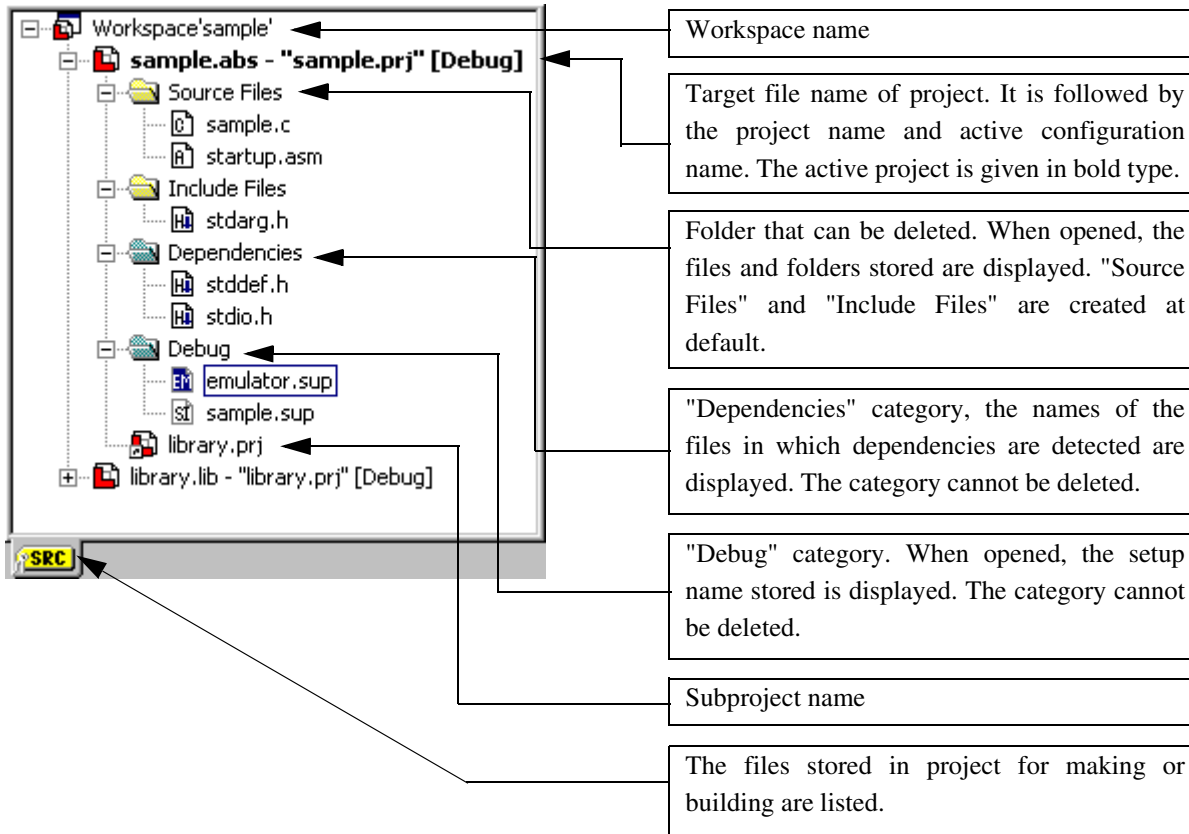 Workspace'sample'
sample.abs - "sample.prj" [Debug]
Source Files
sample.c
startup.asm
Include Files
stdarg.h
Dependencies
stddef.h
stdio.h
Debug
emulator.sup
sample.sup
library.prj
library.lib - "library.prj" [Debug]
SRC
Workspace name
Target file name of project. It is followed by
the project name and active configuration
name. The active project is given in bold type.
Folder that can be deleted. When opened, the
files and folders stored are displayed. "Source
Files" and "Include Files" are created at
default.
"Dependencies" category, the names of the
files in which dependencies are detected are
displayed. The category cannot be deleted.
"Debug" category. When opened, the setup
name stored is displayed. The category cannot
be deleted.
Subproject name
The files stored in project for making or
building are listed.